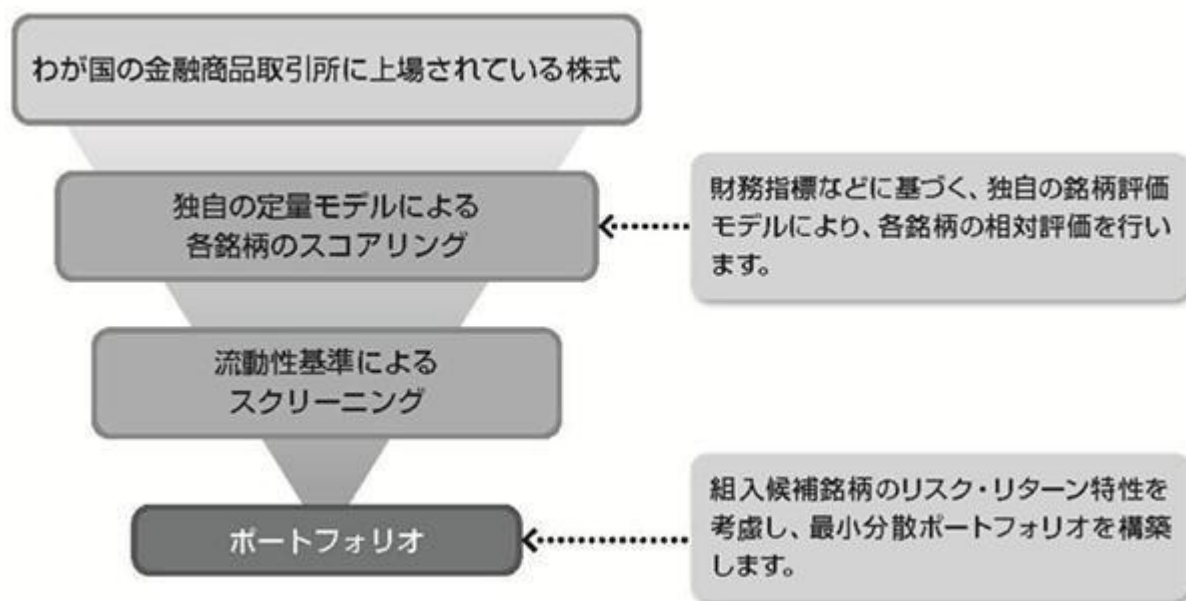 わが国の金融商品取引所に上場されている株式
独自の定量モデルによる
各銘柄のスコアリング
財務指標などに基づく、独自の銘柄評価
モデルにより、各銘柄の相対評価を行い
ます。
流動性基準による
スクリーニング
ポートフォリオ
組入候補銘柄のリスク・リターン特性を
考慮し、最小分散ポートフォリオを構築
します。